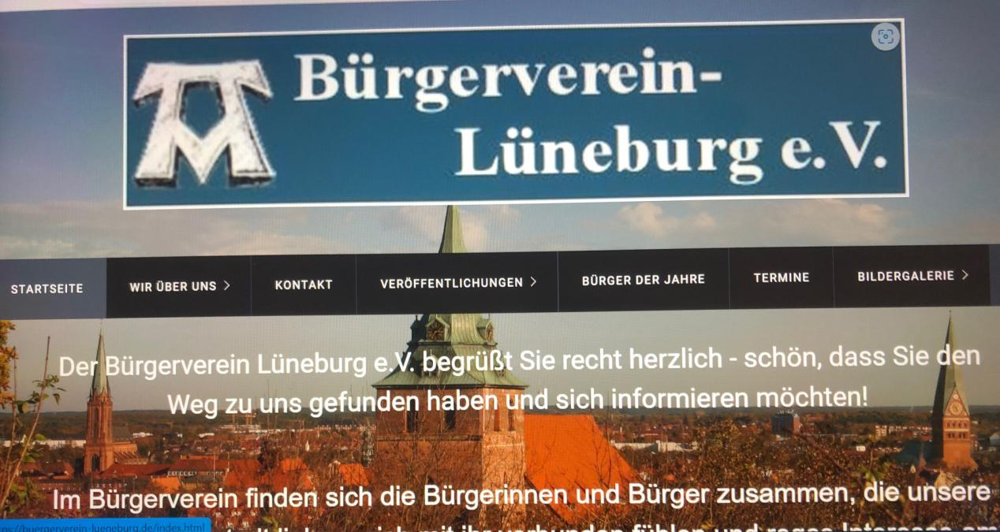 Bürgerverein-
Lüneburg e.V.
STARTSEITE WIR ÜBER UNS KONTAKT VERÖFFENTLICHUNGEN BÜRGER DER JAHRE TERMINE BILDERGALERIE
Der Bürgerverein Lüneburg e.V. begrüßt Sie recht herzlich - schön, dass Sie den
Weg zu uns gefunden haben und sich informieren möchten!
Im Bürgerverein finden sich die Bürgerinnen und Bürger zusammen, die unsere
sich mit ihr verbunden fühlen und reges Interesse am
buergerverein-lueneburg.de/index.html